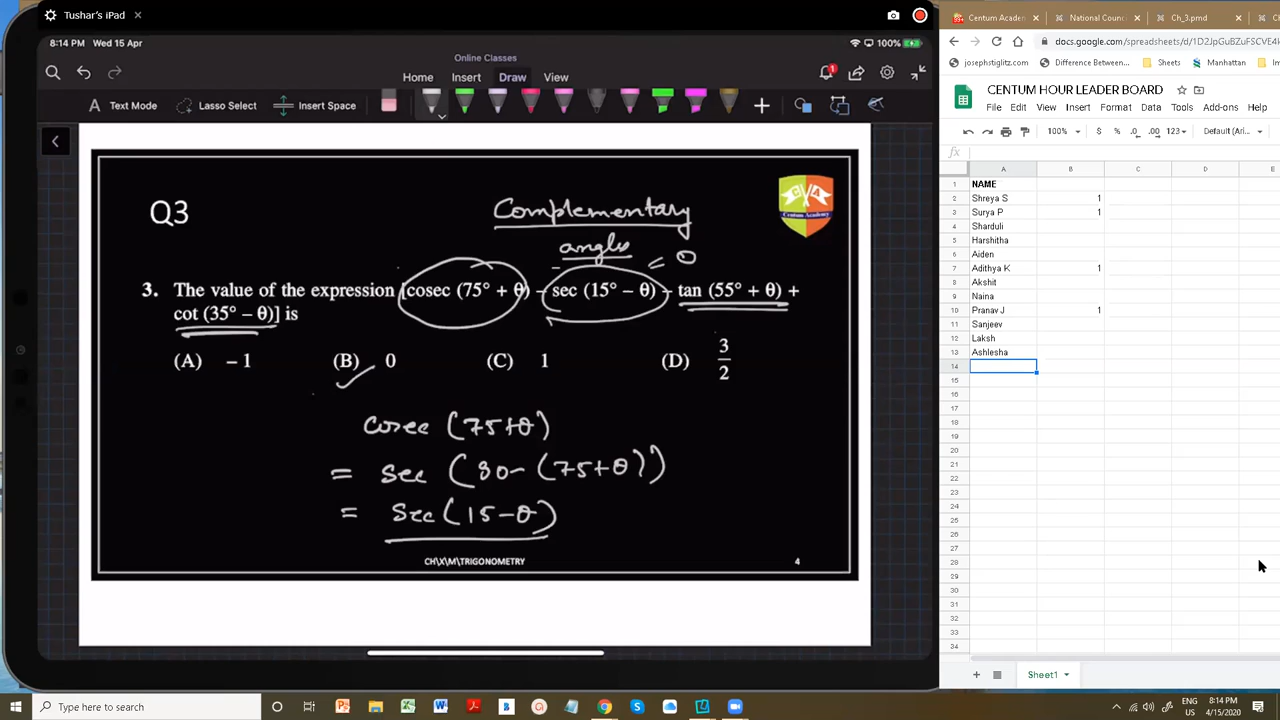 Tushar's iPad
8:14 PM Wed 15 Apr
100%
Online Classes
Home Insert Draw View
1
Text Mode Lasso Select Insert Space
Q3
Complementary
angles
= 0
3. The value of the expression [cosec (75° + θ) – sec (15° – θ) – tan (55° + θ) +
cot (35° – θ)] is
(A) – 1 (B) 0 (C) 1 (D) 3/2
cosec (75+θ)
= sec (90-(75+θ))
= sec (15-θ)
CH\X\M\TRIGONOMETRY 4
Centum Academy
Centum Acaden National Counc Ch_3.pmd
docs.google.com/spreadsheets/d/1D2JpGuBZuFSCVE4
josephstiglitz.com Difference Between... Sheets Manhattan
CENTUM HOUR LEADER BOARD
File Edit View Insert Format Data Tools Add-ons Help
100% $ % .0 .00 123 Default (Ari...
fx
A B C D E
1 NAME
2 Shreya S 1
3 Surya P 1
4 Sharduli
5 Harshitha
6 Aiden
7 Adithya K 1
8 Akshit
9 Naina
10 Pranav J 1
11 Sanjeev
12 Laksh
13 Ashlesha
14
15
16
17
18
19
20
21
22
23
24
25
26
27
28
29
30
31
32
33
34
Sheet1
Type here to search
ENG
US
8:14 PM
4/15/2020